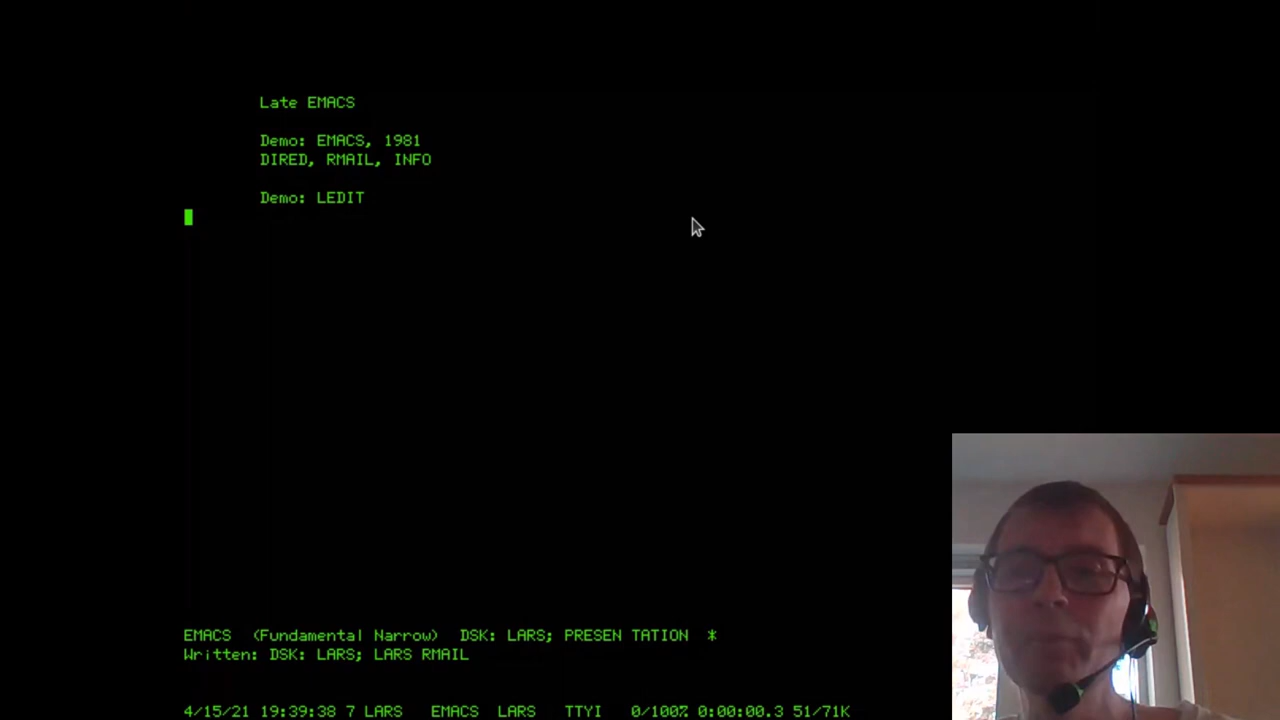 Late EMACS
Demo: EMACS, 1981
DIRED, RMAIL, INFO
Demo: LEDIT
EMACS (Fundamental Narrow) DSK: LARS; PRESEN TATION *
Written: DSK: LARS; LARS RMAIL
4/15/21 19:39:38 7 LARS EMACS LARS TTYI 0/100% 0:00:00.3 51/71K